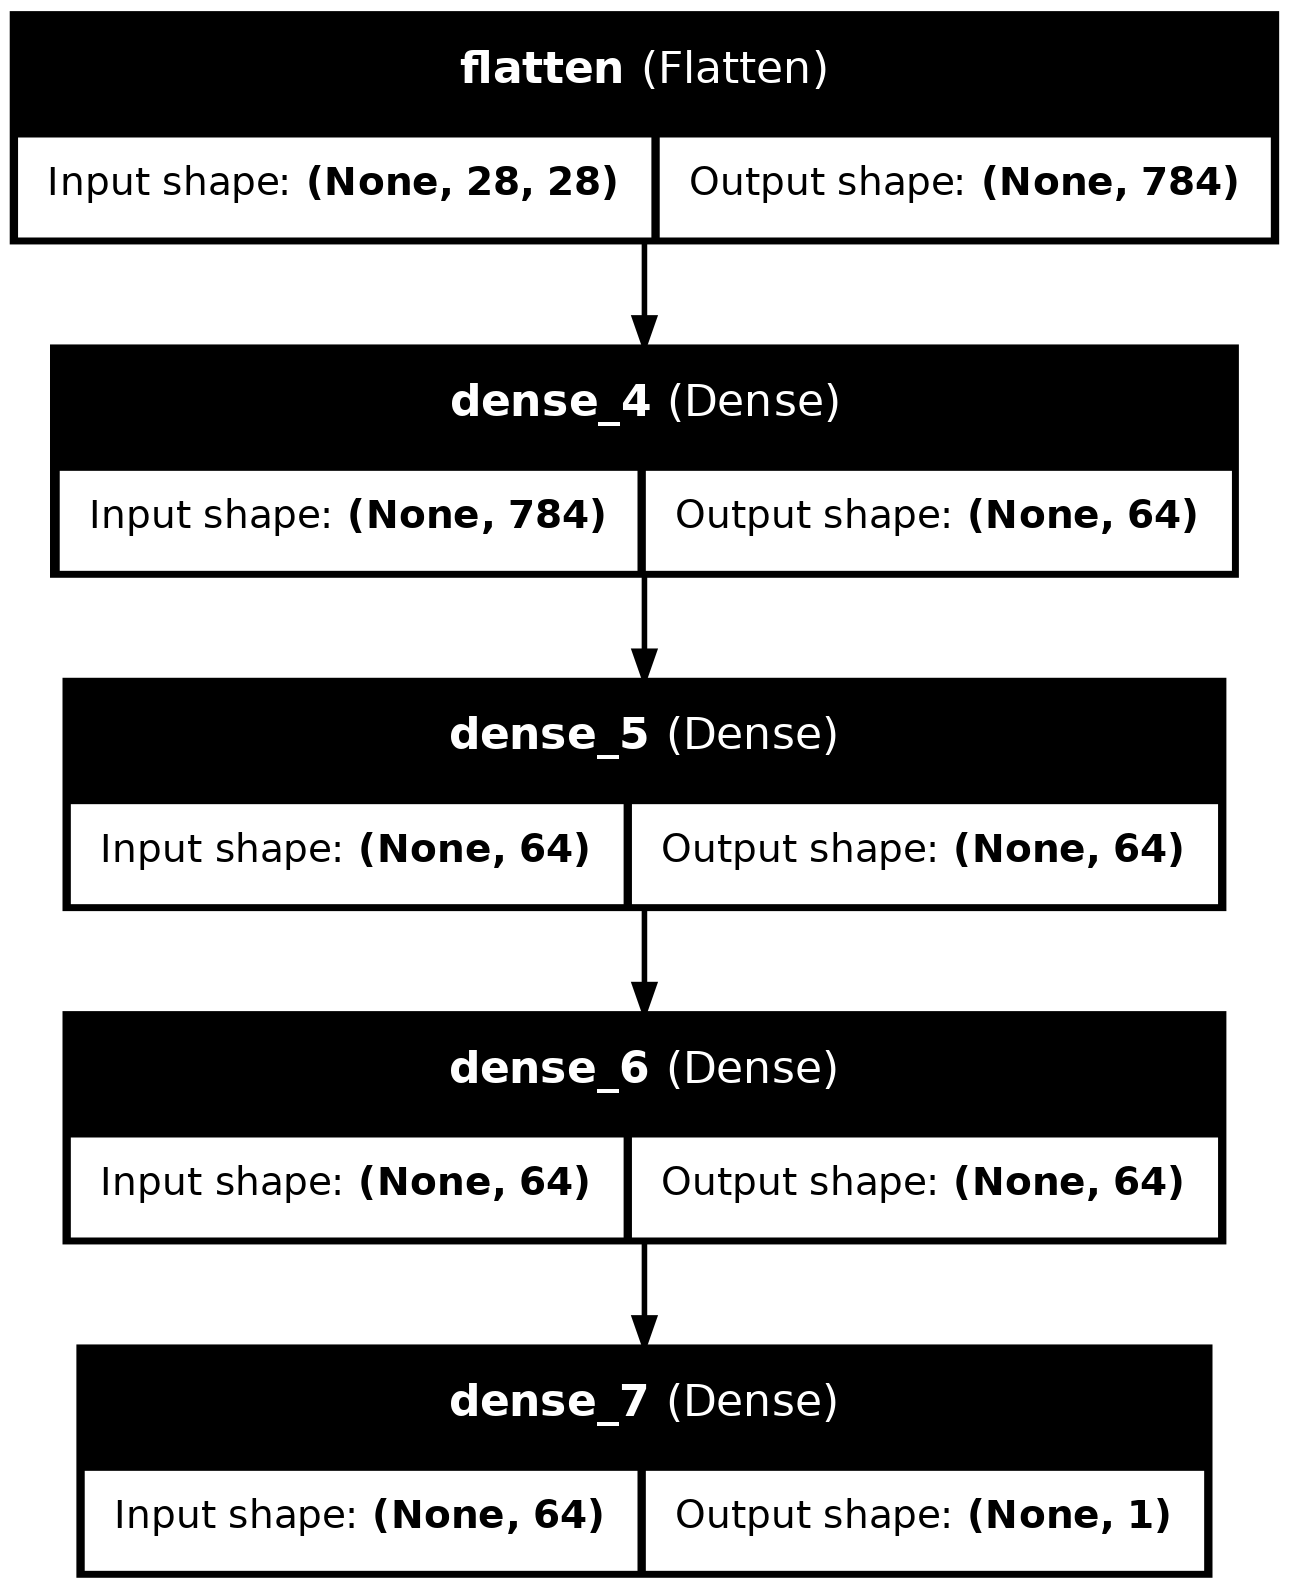 flatten (Flatten)
Input shape: (None, 28, 28) Output shape: (None, 784)
dense_4 (Dense)
Input shape: (None, 784) Output shape: (None, 64)
dense_5 (Dense)
Input shape: (None, 64) Output shape: (None, 64)
dense_6 (Dense)
Input shape: (None, 64) Output shape: (None, 64)
dense_7 (Dense)
Input shape: (None, 64) Output shape: (None, 1)